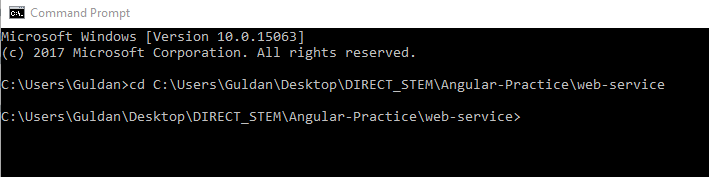 Command Prompt
Microsoft Windows [Version 10.0.15063]
(c) 2017 Microsoft Corporation. All rights reserved.
C:\Users\Guldan>cd C:\Users\Guldan\Desktop\DIRECT_STEM\Angular-Practice\web-service
C:\Users\Guldan\Desktop\DIRECT_STEM\Angular-Practice\web-service>